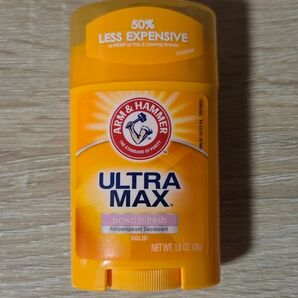 50%
LESS EXPENSIVE
ARM & HAMMER
THE STANDARD OF PURITY
ULTRA
MAX
powder fresh
Antiperspirant Deodorant
SOLID
NET WT. 1.0 OZ. (28g)